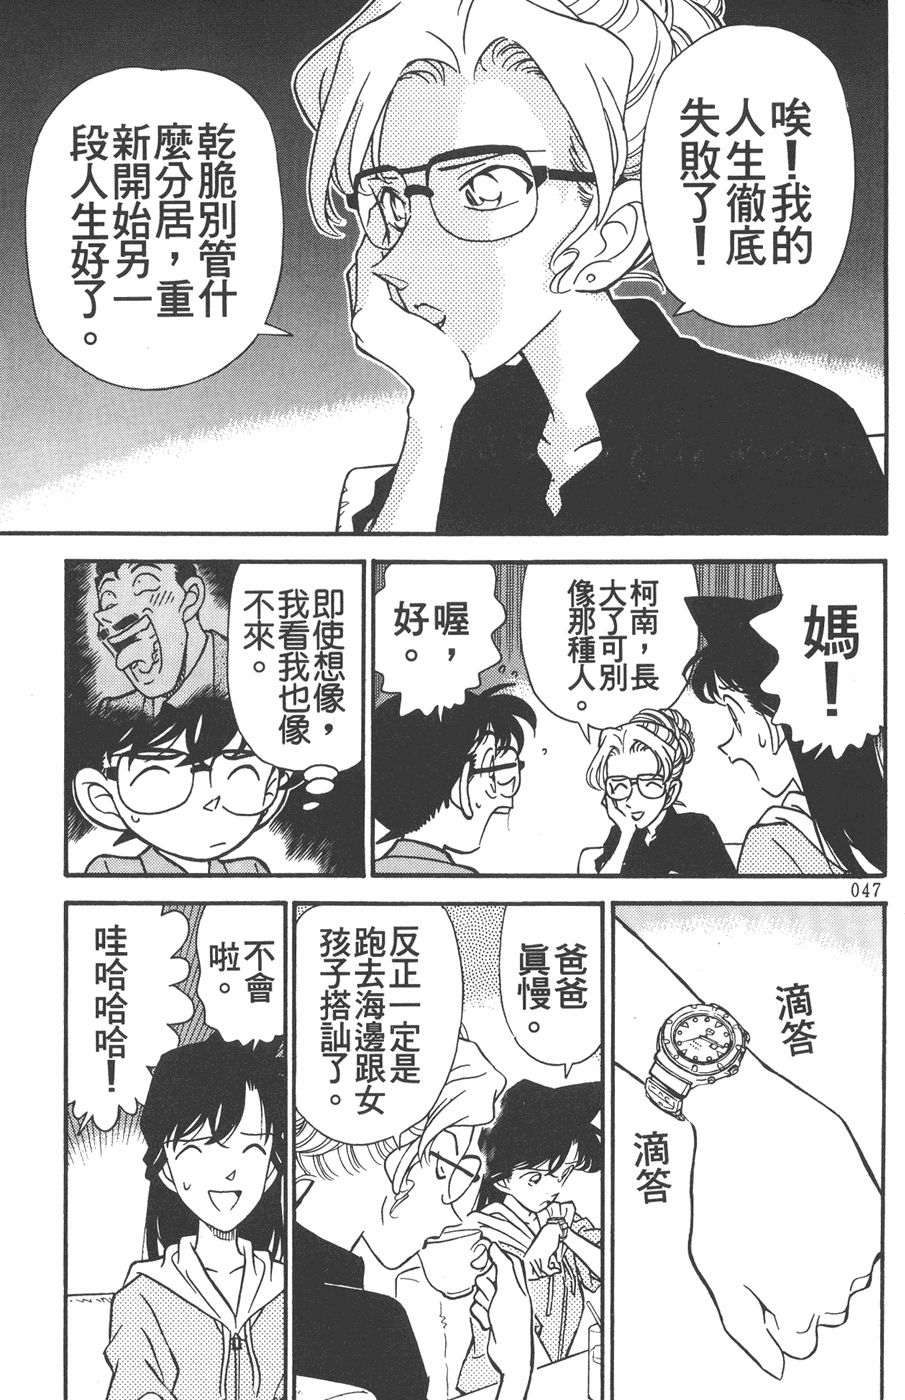 唉！我的
人生徹底
失敗了！
乾脆別管什
麼分居，重
新開始另一
段人生好了。
媽！
柯南，長
大了可別
像那種人。
喔，
好。
即使想像，
我看我也像
不來。
047
滴答
滴答
爸爸
真慢。
反正一定是
跑去海邊跟女
孩子搭訕了。
不會
啦。
哇哈哈哈！